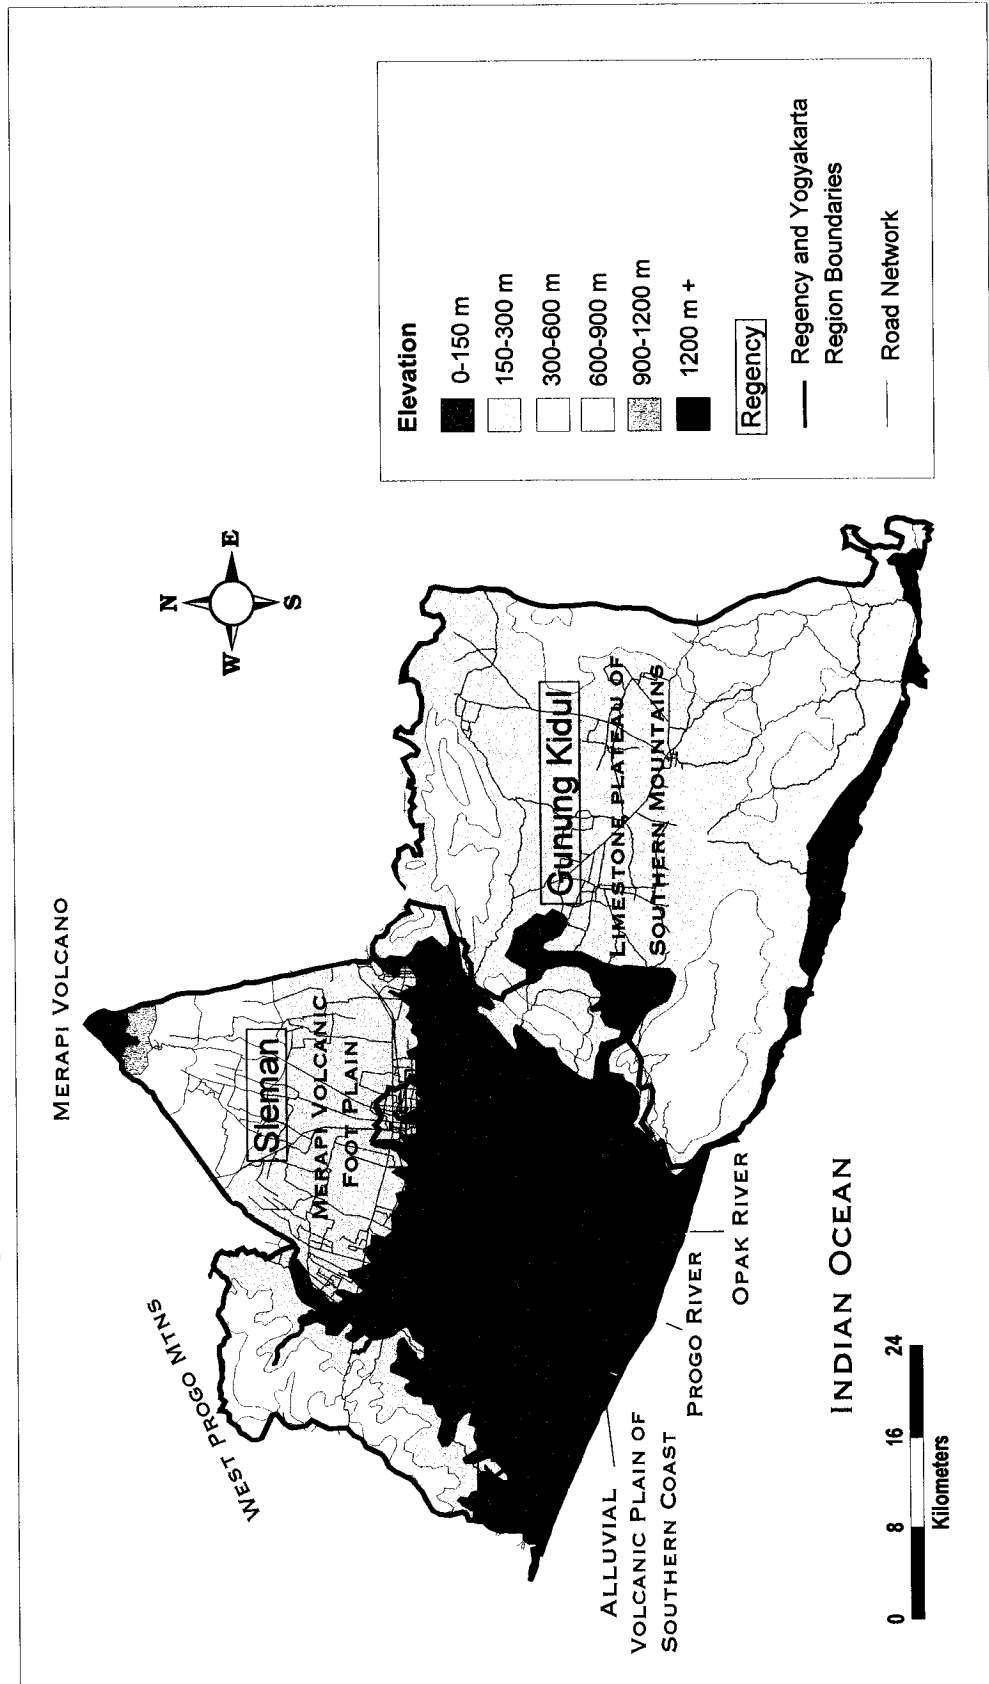 MERAPI VOLCANO
WEST PROGO MTNS
N
W
E
S
Sleman
MERAPI VOLCANIC
FOOT PLAIN
Gunung Kidul
LIMESTONE PLATEAU OF
SOUTHERN MOUNTAINS
ALLUVIAL
VOLCANIC PLAIN OF
SOUTHERN COAST
PROGO RIVER
OPAK RIVER
INDIAN OCEAN
0
8
16
24
Kilometers
Elevation
0-150 m
150-300 m
300-600 m
600-900 m
900-1200 m
1200 m +
Regency
Regency and Yogyakarta
Region Boundaries
Road Network